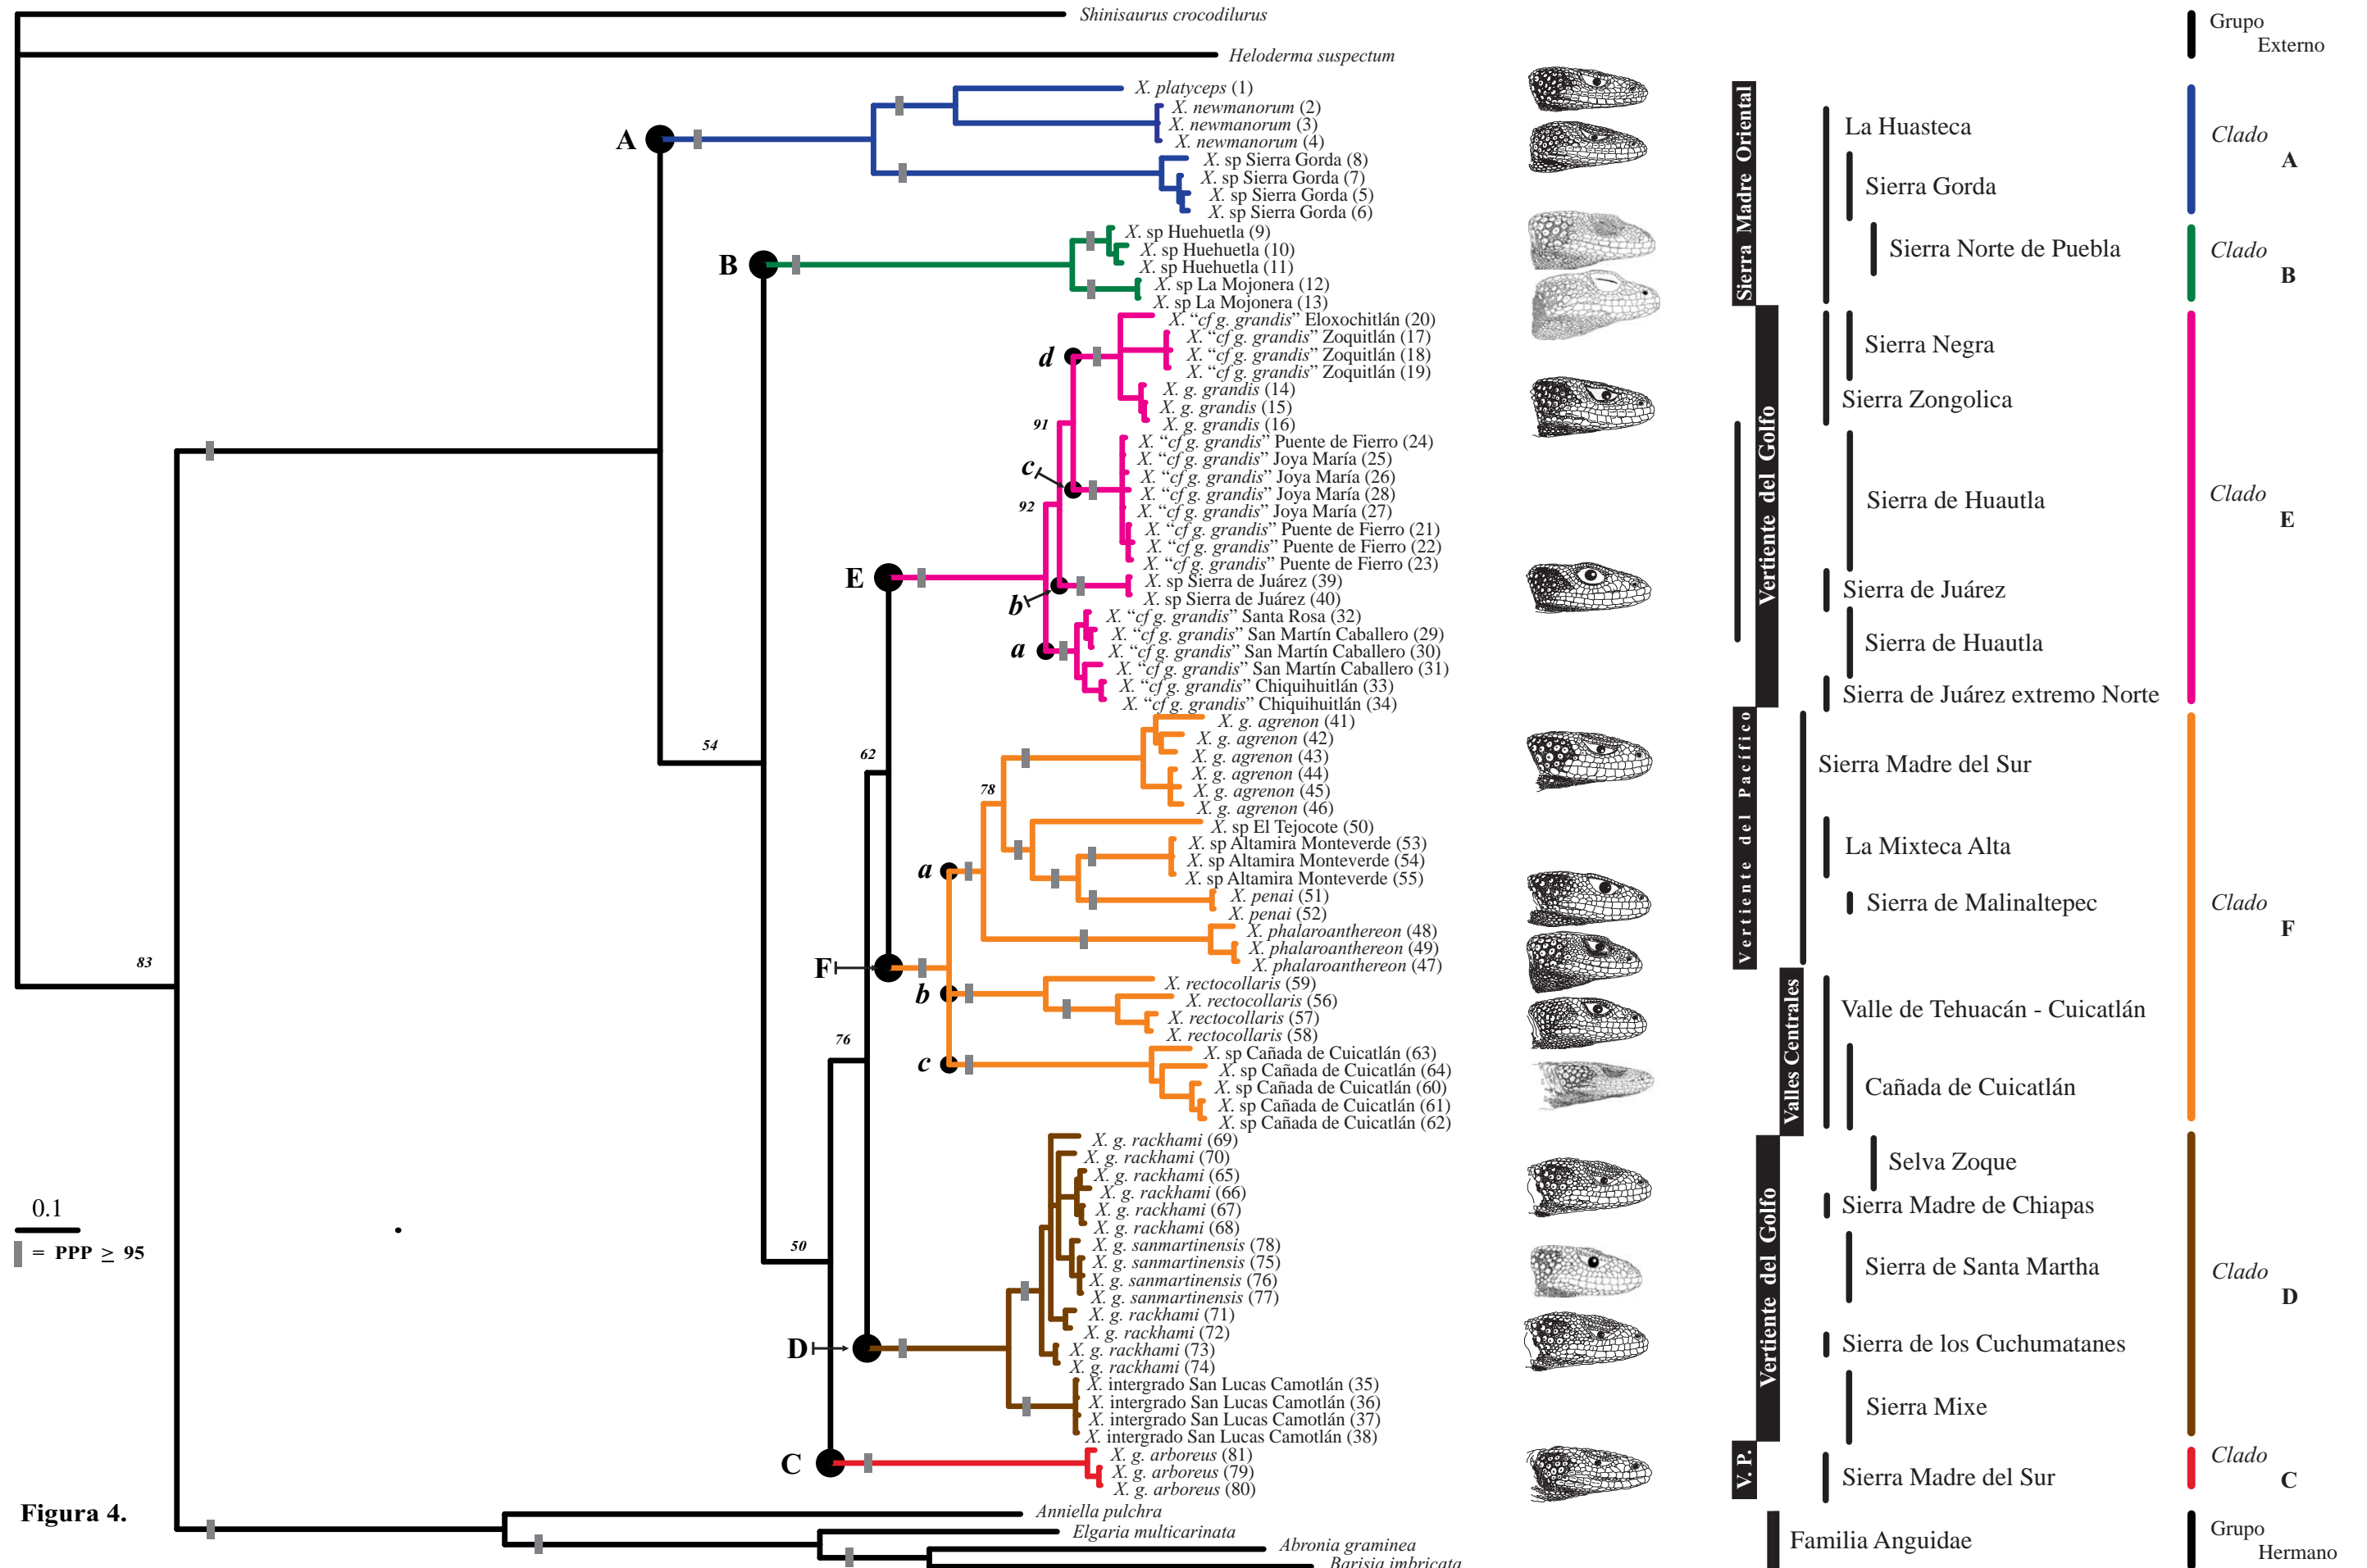 Shinisaurus crocodilurus
Heloderma suspectum
X. platyceps (1)
X. newmanorum (2)
X. newmanorum (3)
X. newmanorum (4)
X. sp Sierra Gorda (8)
X. sp Sierra Gorda (7)
X. sp Sierra Gorda (5)
X. sp Sierra Gorda (6)
X. sp Huehuetla (9)
X. sp Huehuetla (10)
X. sp Huehuetla (11)
X. sp La Mojonera (12)
X. sp La Mojonera (13)
X. “cf g. grandis” Eloxochitlán (20)
X. “cf g. grandis” Zoquitlán (17)
X. “cf g. grandis” Zoquitlán (18)
X. “cf g. grandis” Zoquitlán (19)
X. g. grandis (14)
X. g. grandis (15)
X. g. grandis (16)
X. “cf g. grandis” Puente de Fierro (24)
X. “cf g. grandis” Joya María (25)
X. “cf g. grandis” Joya María (26)
X. “cf g. grandis” Joya María (28)
X. “cf g. grandis” Joya María (27)
X. “cf g. grandis” Puente de Fierro (21)
X. “cf g. grandis” Puente de Fierro (22)
X. “cf g. grandis” Puente de Fierro (23)
X. sp Sierra de Juárez (39)
X. sp Sierra de Juárez (40)
X. “cf g. grandis” Santa Rosa (32)
X. “cf g. grandis” San Martín Caballero (29)
X. “cf g. grandis” San Martín Caballero (30)
X. “cf g. grandis” San Martín Caballero (31)
X. “cf g. grandis” Chiquihuitlán (33)
X. “cf g. grandis” Chiquihuitlán (34)
X. g. agrenon (41)
X. g. agrenon (42)
X. g. agrenon (43)
X. g. agrenon (44)
X. g. agrenon (45)
X. g. agrenon (46)
X. sp El Tejocote (50)
X. sp Altamira Monteverde (53)
X. sp Altamira Monteverde (54)
X. sp Altamira Monteverde (55)
X. penai (51)
X. penai (52)
X. phalaroanthereon (48)
X. phalaroanthereon (49)
X. phalaroanthereon (47)
X. rectocollaris (59)
X. rectocollaris (56)
X. rectocollaris (57)
X. rectocollaris (58)
X. sp Cañada de Cuicatlán (63)
X. sp Cañada de Cuicatlán (64)
X. sp Cañada de Cuicatlán (60)
X. sp Cañada de Cuicatlán (61)
X. sp Cañada de Cuicatlán (62)
X. g. rackhami (69)
X. g. rackhami (70)
X. g. rackhami (65)
X. g. rackhami (66)
X. g. rackhami (67)
X. g. rackhami (68)
X. g. sanmartinensis (78)
X. g. sanmartinensis (75)
X. g. sanmartinensis (76)
X. g. sanmartinensis (77)
X. g. rackhami (71)
X. g. rackhami (72)
X. g. rackhami (73)
X. g. rackhami (74)
X. intergrado San Lucas Camotlán (35)
X. intergrado San Lucas Camotlán (36)
X. intergrado San Lucas Camotlán (37)
X. intergrado San Lucas Camotlán (38)
X. g. arboreus (81)
X. g. arboreus (79)
X. g. arboreus (80)
Anniella pulchra
Elgaria multicarinata
Abronia graminea
Barisia imbricata
A
B
d
91
c
92
E
b
a
54
62
78
a
F
83
b
76
c
50
D
C
0.1
= PPP ≥ 95
Figura 4.
Sierra Madre Oriental
Vertiente del Golfo
Vertiente del Pacífico
Valles Centrales
Vertiente del Golfo
V. P.
La Huasteca
Sierra Gorda
Sierra Norte de Puebla
Sierra Negra
Sierra Zongolica
Sierra de Huautla
Sierra de Juárez
Sierra de Huautla
Sierra de Juárez extremo Norte
Sierra Madre del Sur
La Mixteca Alta
Sierra de Malinaltepec
Valle de Tehuacán - Cuicatlán
Cañada de Cuicatlán
Selva Zoque
Sierra Madre de Chiapas
Sierra de Santa Martha
Sierra de los Cuchumatanes
Sierra Mixe
Sierra Madre del Sur
Familia Anguidae
Grupo
Externo
Clado
A
Clado
B
Clado
E
Clado
F
Clado
D
Clado
C
Grupo
Hermano